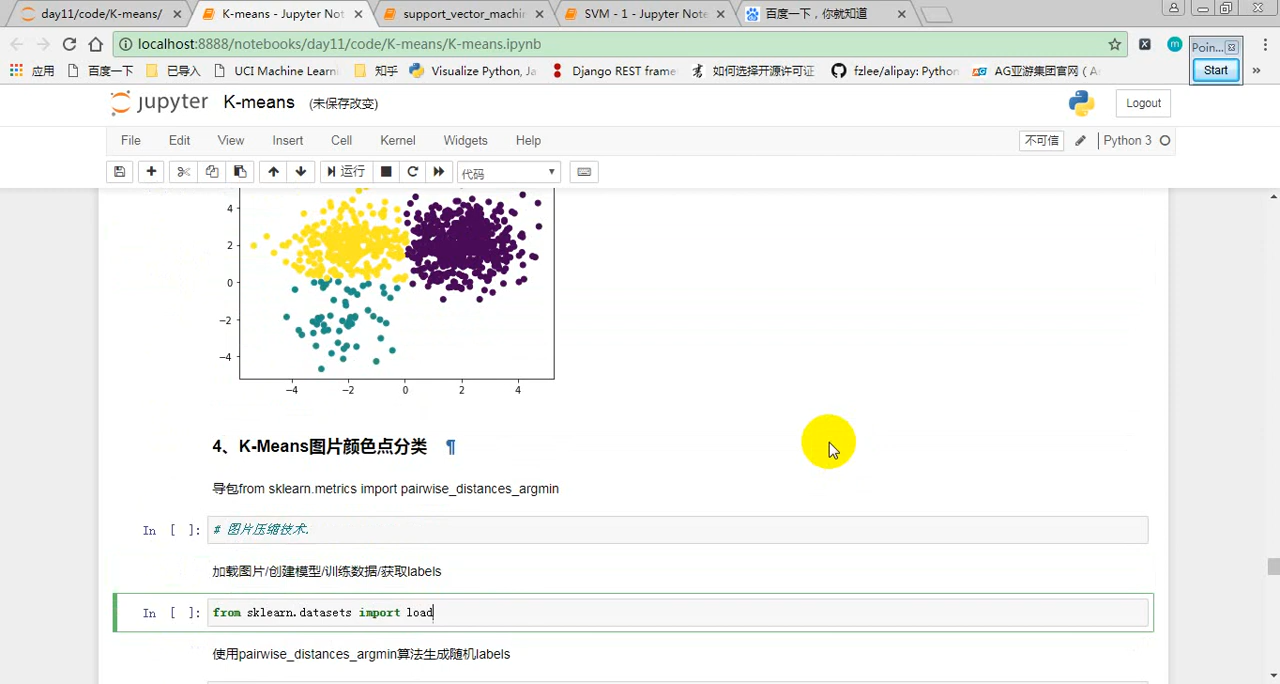 day11/code/K-means/
K-means - Jupyter Not
support_vector_machin
SVM - 1 - Jupyter Note
百度一下，你就知道
localhost:8888/notebooks/day11/code/K-means/K-means.ipynb
Poin...
Start
应用
百度一下
已导入
UCI Machine Learni
知乎
Visualize Python, Ja
Django REST frame
如何选择开源许可证
fzlee/alipay: Python
AG亚游集团官网 ( A
jupyter K-means (未保存改变)
Logout
File Edit View Insert Cell Kernel Widgets Help
不可信
Python 3
运行
代码
4
2
0
−2
−4
−4 −2 0 2 4
4、K-Means图片颜色点分类 ¶
导包from sklearn.metrics import pairwise_distances_argmin
In [ ]: # 图片压缩技术.
加载图片/创建模型/训练数据/获取labels
In [ ]: from sklearn.datasets import load
使用pairwise_distances_argmin算法生成随机labels